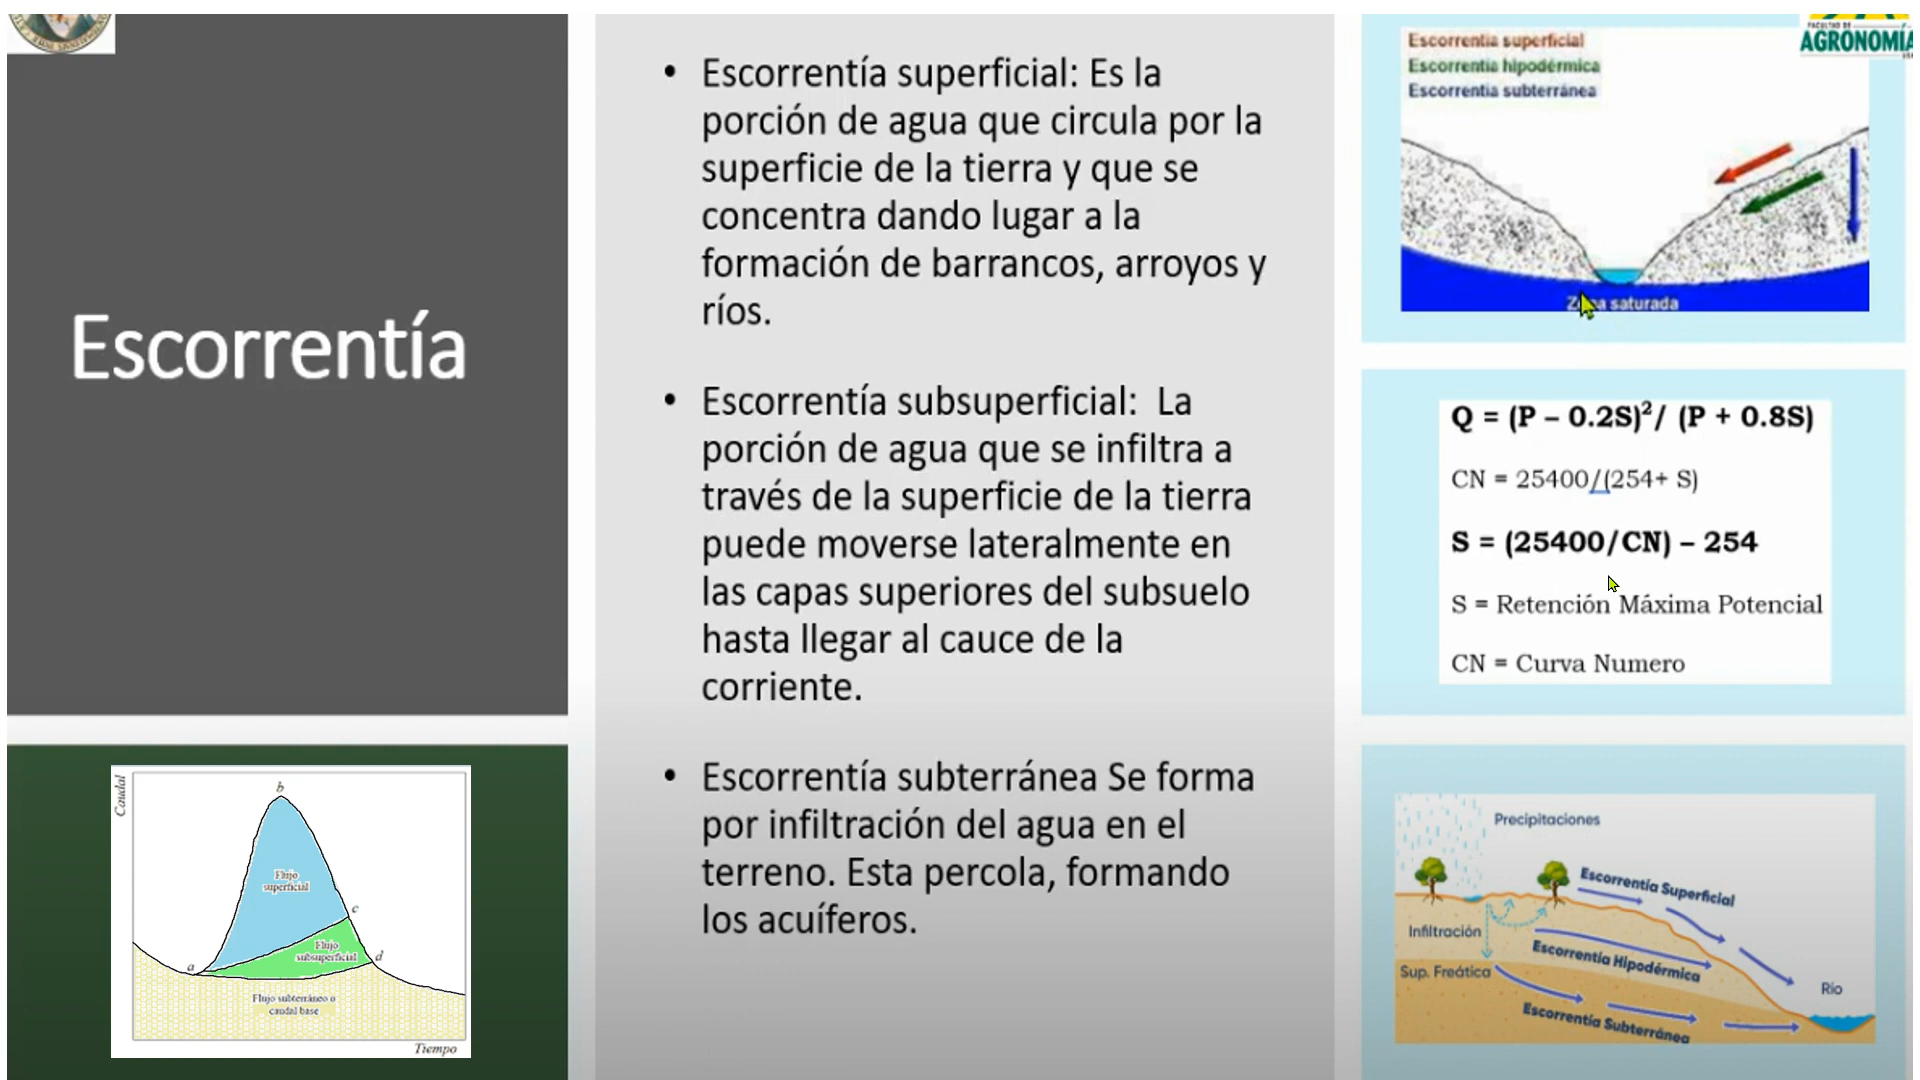 Escorrentía
Caudal
b
Flujo
superficial
c
Flujo
subsuperficial
d
a
Flujo subterráneo o
caudal base
Tiempo
• Escorrentía superficial: Es la
porción de agua que circula por la
superficie de la tierra y que se
concentra dando lugar a la
formación de barrancos, arroyos y
ríos.
• Escorrentía subsuperficial: La
porción de agua que se infiltra a
través de la superficie de la tierra
puede moverse lateralmente en
las capas superiores del subsuelo
hasta llegar al cauce de la
corriente.
• Escorrentía subterránea Se forma
por infiltración del agua en el
terreno. Esta percola, formando
los acuíferos.
FACULTAD DE
AGRONOMÍA
Escorrentia superficial
Escorrentia hipodérmica
Escorrentia subterránea
saturada
Q = (P – 0.2S)²/ (P + 0.8S)
CN = 25400/(254+ S)
S = (25400/CN) – 254
S = Retención Máxima Potencial
CN = Curva Numero
Precipitaciones
Escorrentía Superficial
Infiltración
Escorrentía Hipodérmica
Sup. Freática
Río
Escorrentía Subterránea